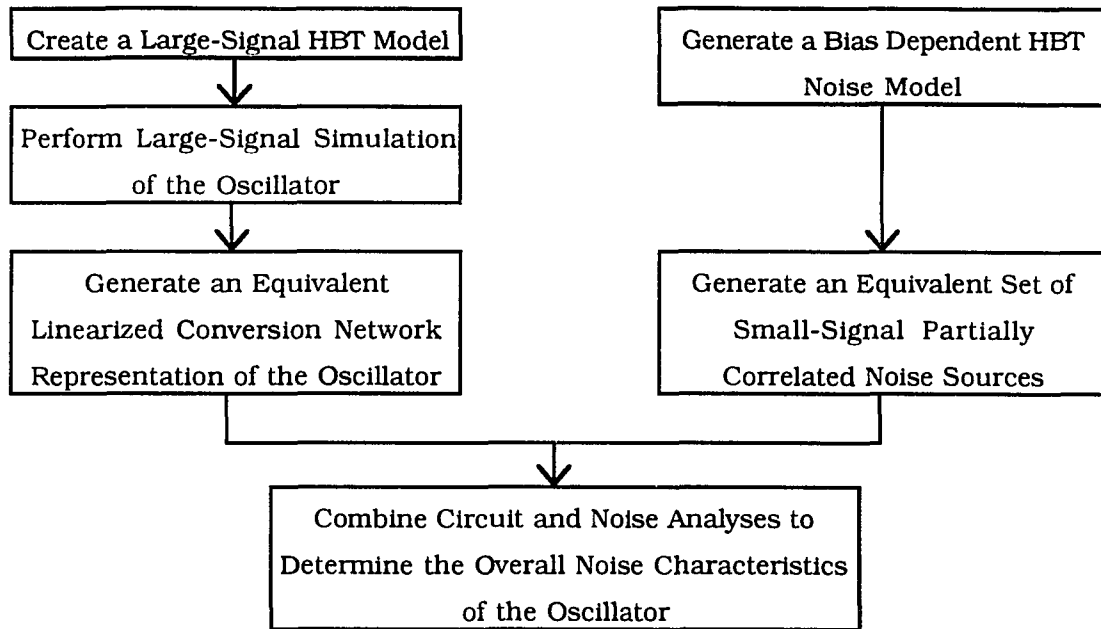 Create a Large-Signal HBT Model
Perform Large-Signal Simulation
of the Oscillator
Generate an Equivalent
Linearized Conversion Network
Representation of the Oscillator
Generate a Bias Dependent HBT
Noise Model
Generate an Equivalent Set of
Small-Signal Partially
Correlated Noise Sources
Combine Circuit and Noise Analyses to
Determine the Overall Noise Characteristics
of the Oscillator